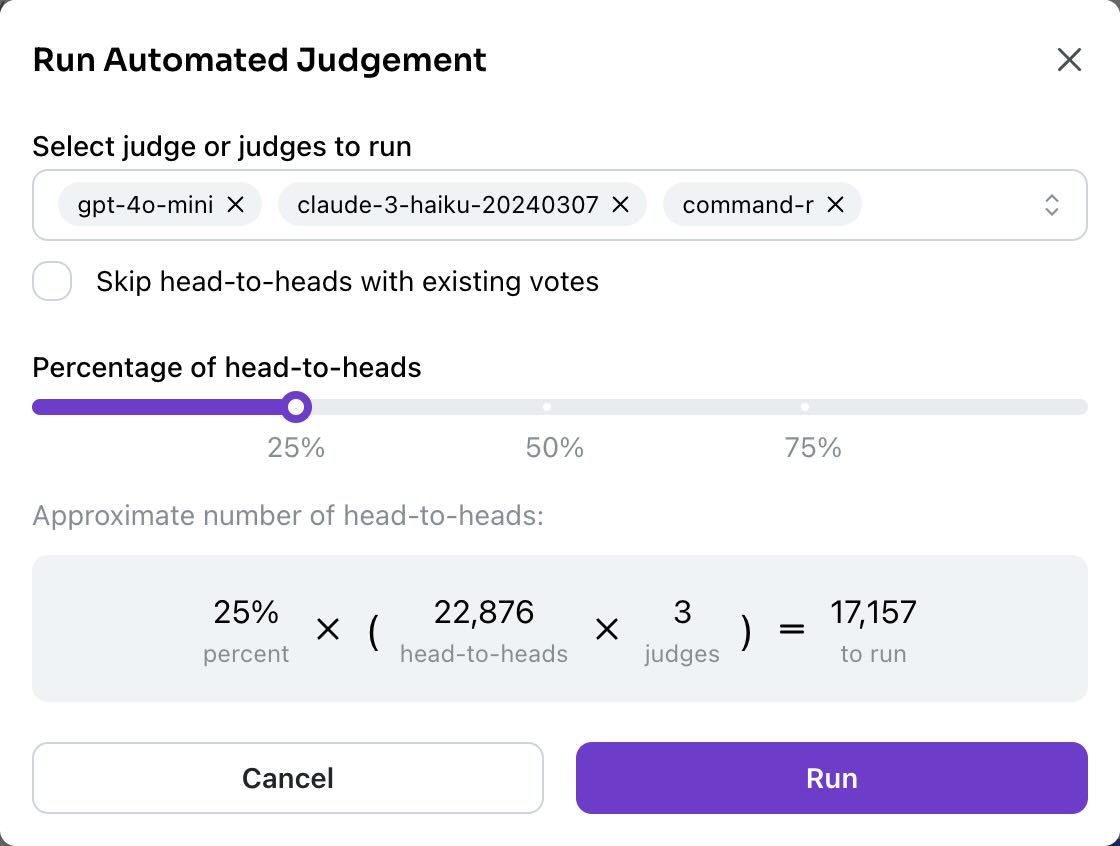 Run Automated Judgement
Select judge or judges to run
gpt-4o-mini claude-3-haiku-20240307 command-r
Skip head-to-heads with existing votes
Percentage of head-to-heads
25% 50% 75%
Approximate number of head-to-heads:
25% × ( 22,876 × 3 ) = 17,157
percent head-to-heads judges to run
Cancel Run